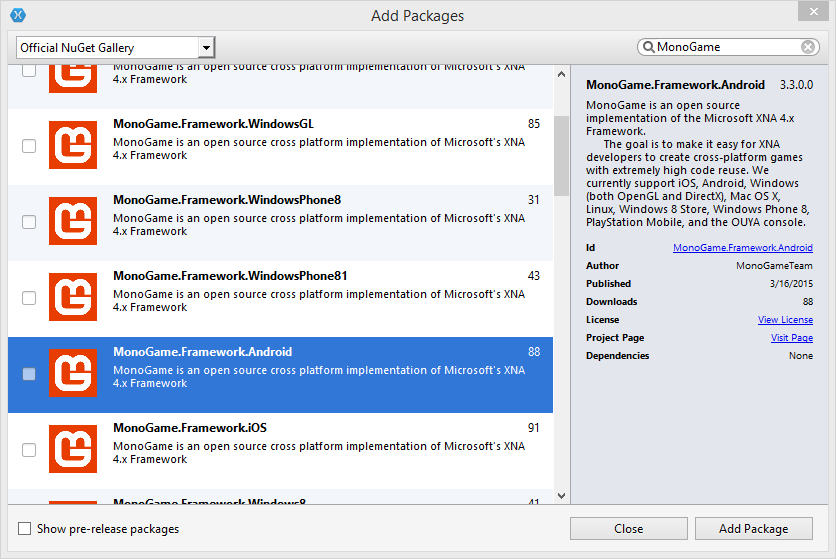 Add Packages
Official NuGet Gallery
MonoGame
MonoGame is an open source cross platform implementation of Microsoft's XNA
4.x Framework
MonoGame.Framework.WindowsGL 85
MonoGame is an open source cross platform implementation of Microsoft's XNA
4.x Framework
MonoGame.Framework.WindowsPhone8 31
MonoGame is an open source cross platform implementation of Microsoft's XNA
4.x Framework
MonoGame.Framework.WindowsPhone81 43
MonoGame is an open source cross platform implementation of Microsoft's XNA
4.x Framework
MonoGame.Framework.Android 88
MonoGame is an open source cross platform implementation of Microsoft's XNA
4.x Framework
MonoGame.Framework.iOS 91
MonoGame is an open source cross platform implementation of Microsoft's XNA
4.x Framework
MonoGame.Framework.Windows8 41
MonoGame.Framework.Android 3.3.0.0
MonoGame is an open source
implementation of the Microsoft XNA 4.x
Framework.
The goal is to make it easy for XNA
developers to create cross-platform games
with extremely high code reuse. We
currently support iOS, Android, Windows
(both OpenGL and DirectX), Mac OS X,
Linux, Windows 8 Store, Windows Phone 8,
PlayStation Mobile, and the OUYA console.
Id MonoGame.Framework.Android
Author MonoGameTeam
Published 3/16/2015
Downloads 88
License View License
Project Page Visit Page
Dependencies None
Show pre-release packages
Close
Add Package